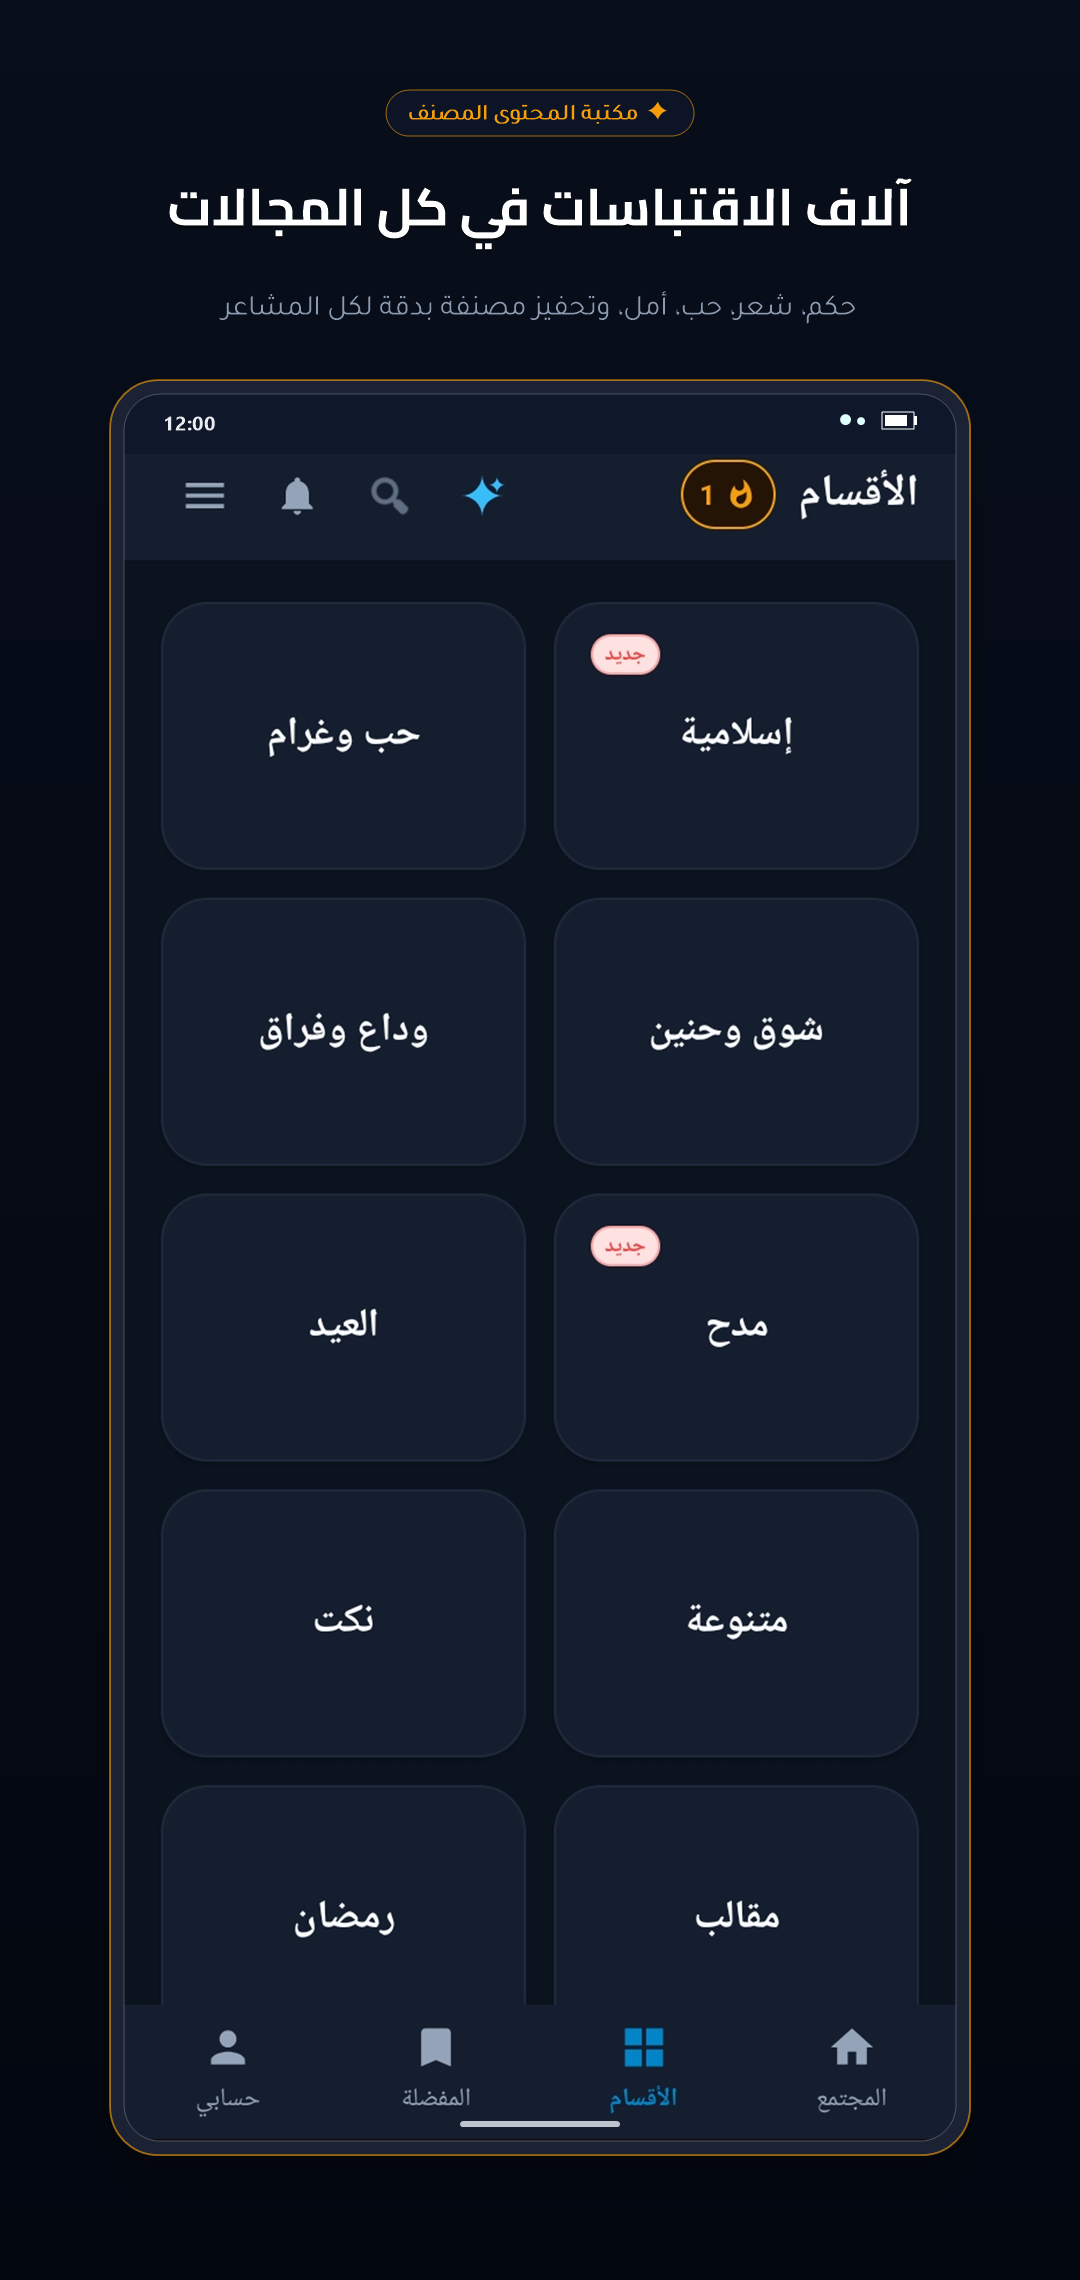 ✦ مكتبة المحتوى المصنف
آلاف الاقتباسات في كل المجالات
حكم، شعر، حب، أمل، وتحفيز مصنفة بدقة لكل المشاعر
12:00
الأقسام 1
جديد
إسلامية
حب وغرام
شوق وحنين
وداع وفراق
جديد
مدح
العيد
متنوعة
نكت
مقالب
رمضان
المجتمع
الأقسام
المفضلة
حسابي